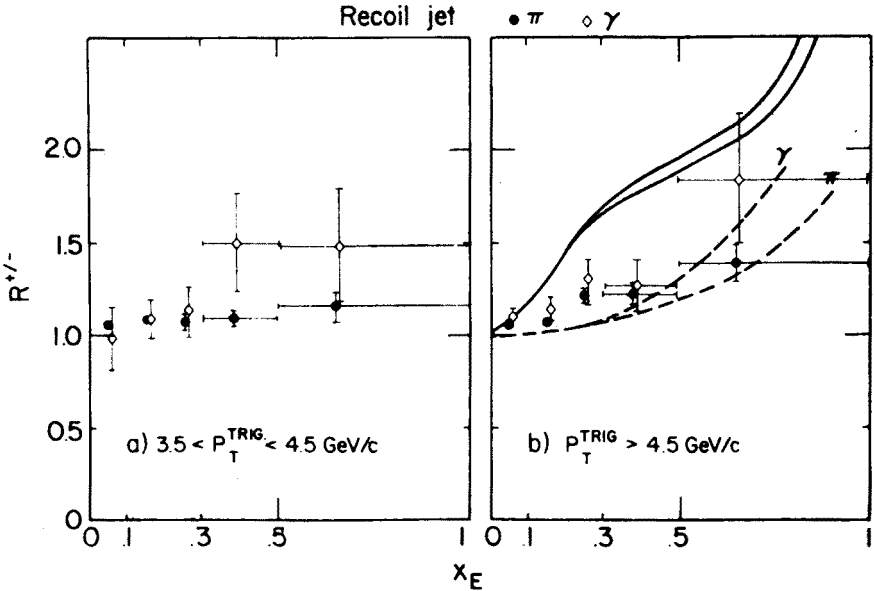 Recoil jet ● π ◇ γ
R+/-
2.0
1.5
1.0
0.5
0
a) 3.5 < P_T^TRIG. < 4.5 GeV/c
b) P_T^TRIG > 4.5 GeV/c
γ
π
0 .1 .3 .5 1
0 .1 .3 .5 1
X_E